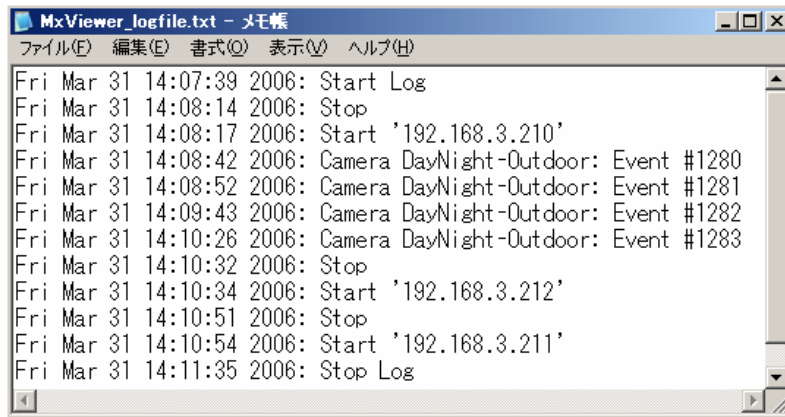 MxViewer_logfile.txt - メモ帳
ファイル(F) 編集(E) 書式(O) 表示(V) ヘルプ(H)
Fri Mar 31 14:07:39 2006: Start Log
Fri Mar 31 14:08:14 2006: Stop
Fri Mar 31 14:08:17 2006: Start '192.168.3.210'
Fri Mar 31 14:08:42 2006: Camera DayNight-Outdoor: Event #1280
Fri Mar 31 14:08:52 2006: Camera DayNight-Outdoor: Event #1281
Fri Mar 31 14:09:43 2006: Camera DayNight-Outdoor: Event #1282
Fri Mar 31 14:10:26 2006: Camera DayNight-Outdoor: Event #1283
Fri Mar 31 14:10:32 2006: Stop
Fri Mar 31 14:10:34 2006: Start '192.168.3.212'
Fri Mar 31 14:10:51 2006: Stop
Fri Mar 31 14:10:54 2006: Start '192.168.3.211'
Fri Mar 31 14:11:35 2006: Stop Log